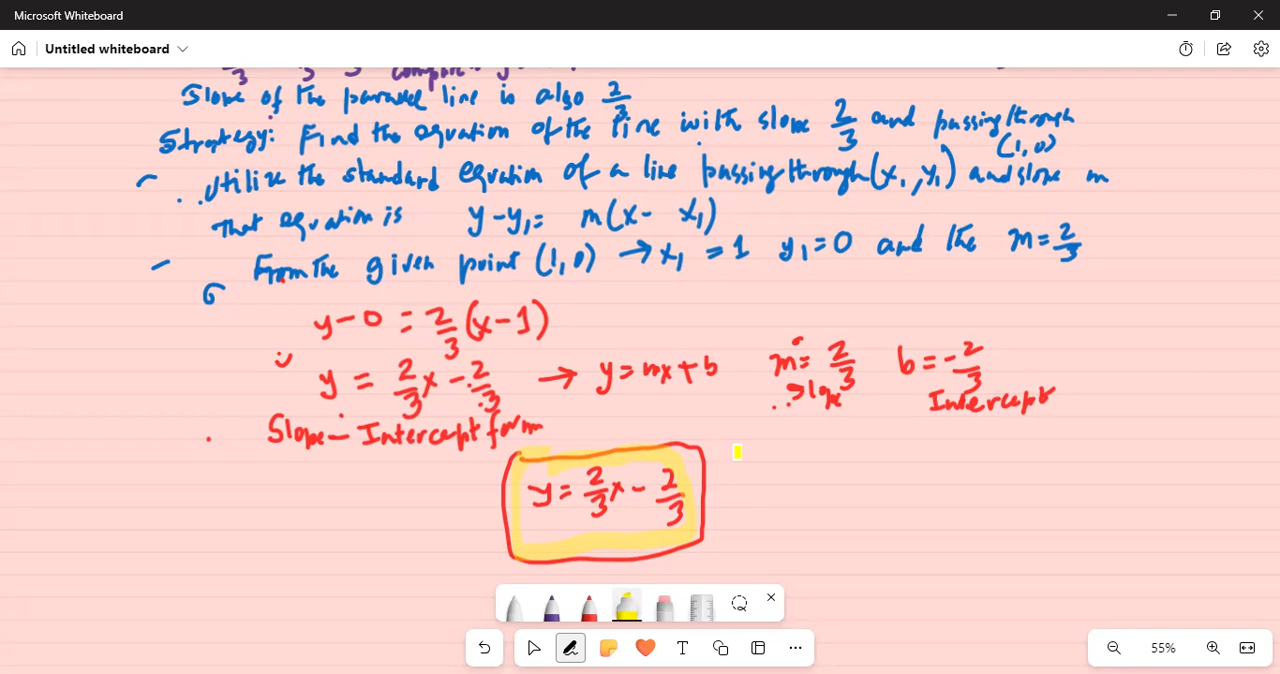 Microsoft Whiteboard
Untitled whiteboard
Slope of the parallel line is also 2/3
Strategy: Find the equation of the line with slope 2/3 and passing through (1, 0)
Utilize the standard equation of a line passing through (x₁, y₁) and slope m
That equation is y-y₁= m(x- x₁)
From the given point (1, 0) → x₁ = 1 y₁=0 and the m=2/3
y-0 = 2/3 (x-1)
y = 2/3 x - 2/3 → y=mx+b m= 2/3 b=-2/3
Slope Intercept
Slope-Intercept form
y= 2/3 x - 2/3
55%